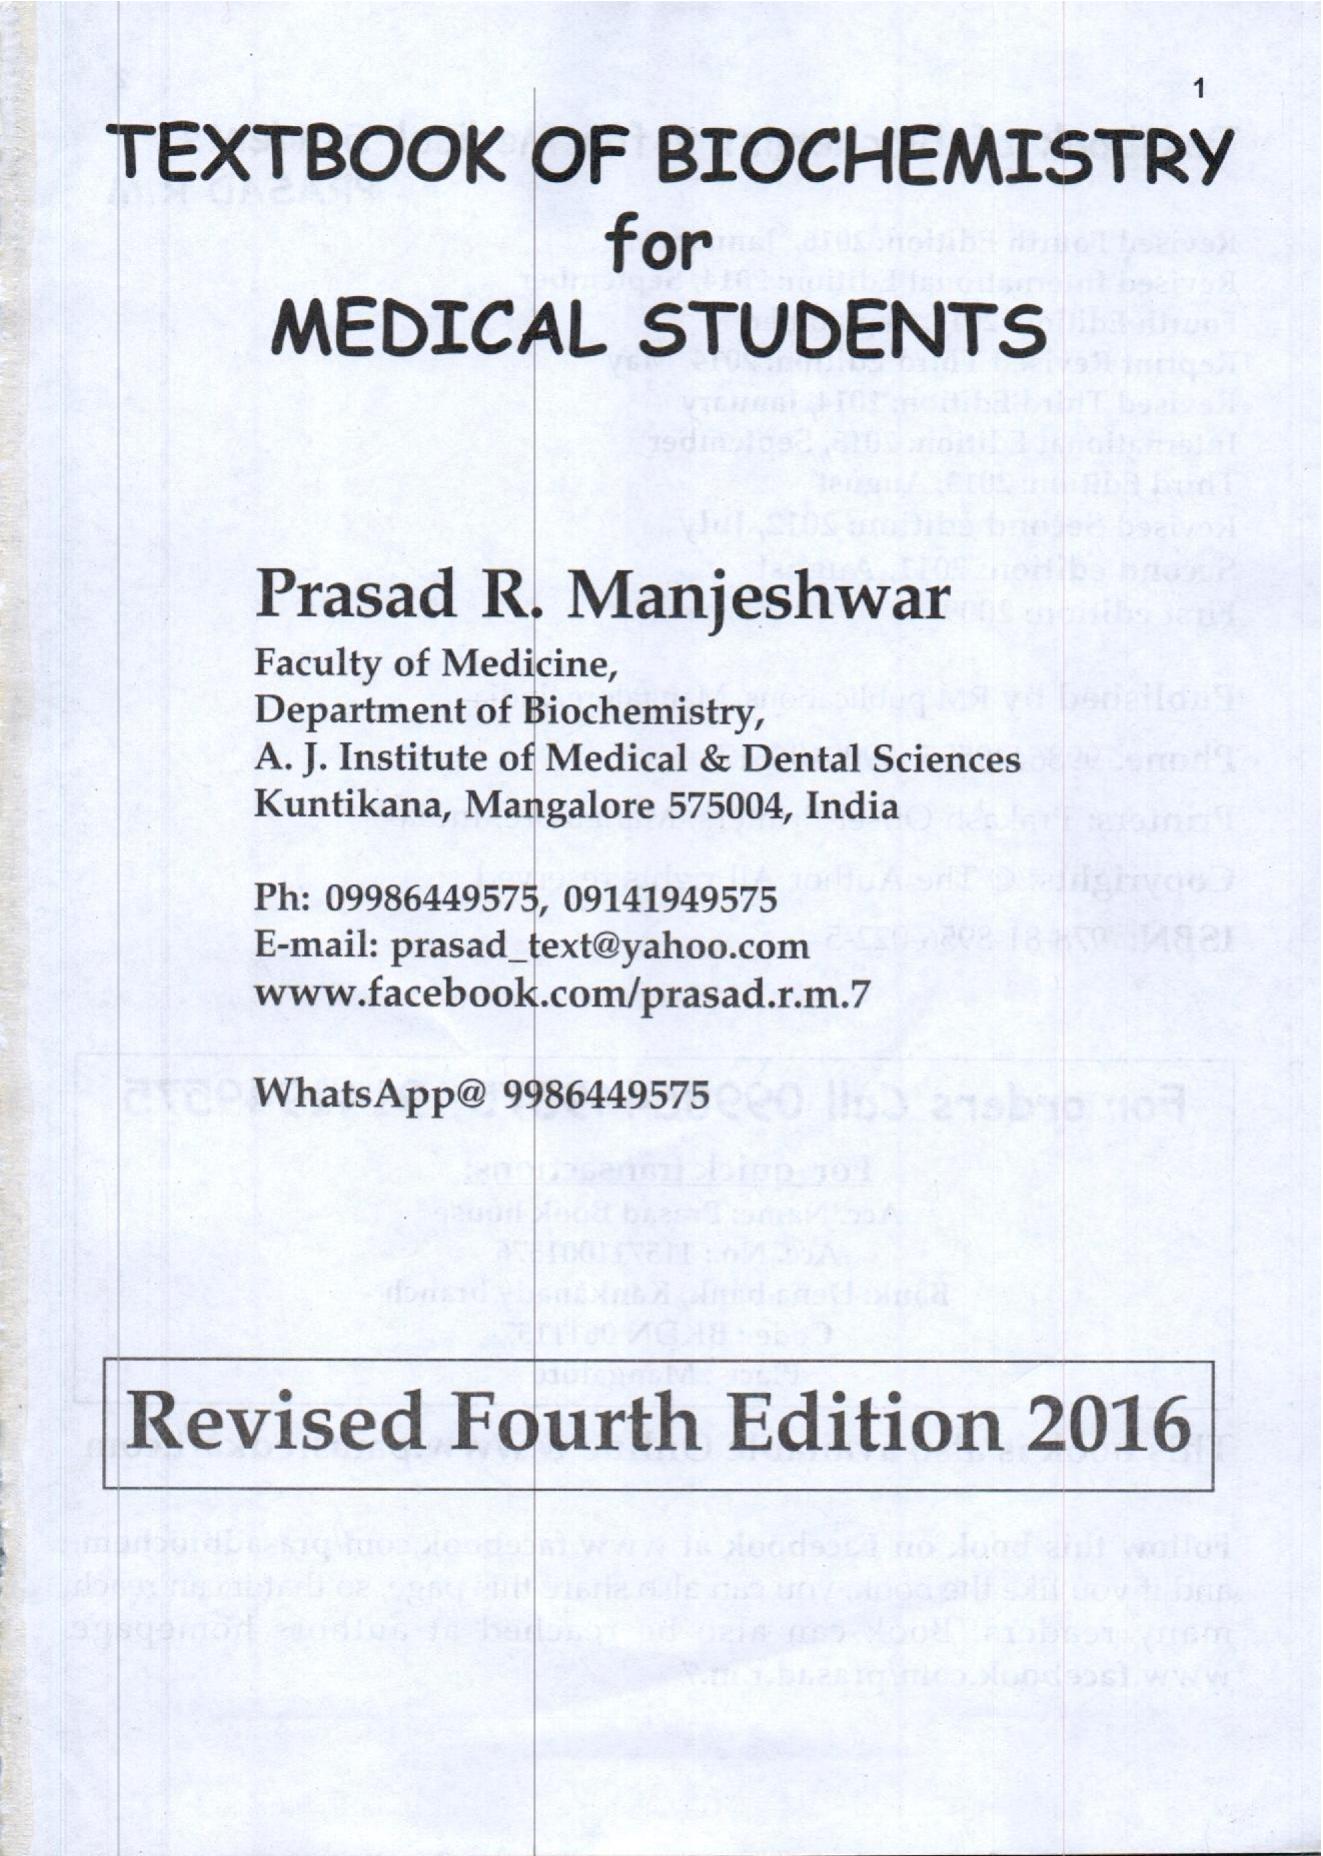 1
TEXTBOOK OF BIOCHEMISTRY
for
MEDICAL STUDENTS
Prasad R. Manjeshwar
Faculty of Medicine,
Department of Biochemistry,
A. J. Institute of Medical & Dental Sciences
Kuntikana, Mangalore 575004, India
Ph: 09986449575, 09141949575
E-mail: prasad_text@yahoo.com
www.facebook.com/prasad.r.m.7
WhatsApp@ 9986449575
Revised Fourth Edition 2016